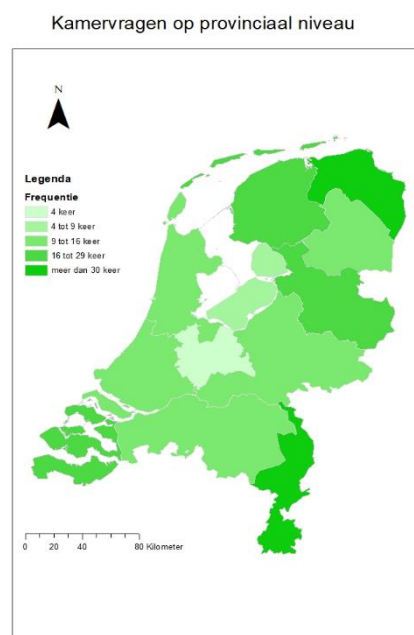 Kamervragen op provinciaal niveau
N
Legenda
Frequentie
4 keer
4 tot 9 keer
9 tot 16 keer
16 tot 29 keer
meer dan 30 keer
0 20 40 80 Kilometer